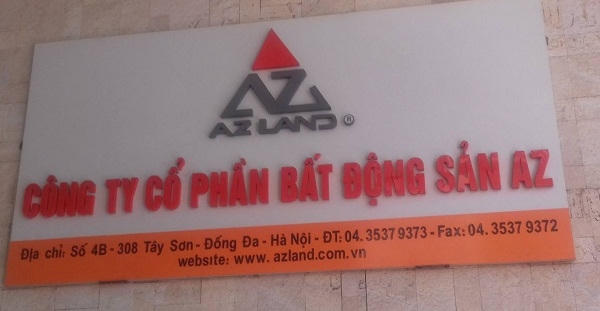 AZ
AZ LAND ®
CÔNG TY CỔ PHẦN BẤT ĐỘNG SẢN AZ
Địa chỉ: Số 4B - 308 Tây Sơn - Đống Đa - Hà Nội - ĐT: 04. 3537 9373 - Fax: 04. 3537 9372
website: www. azland.com.vn